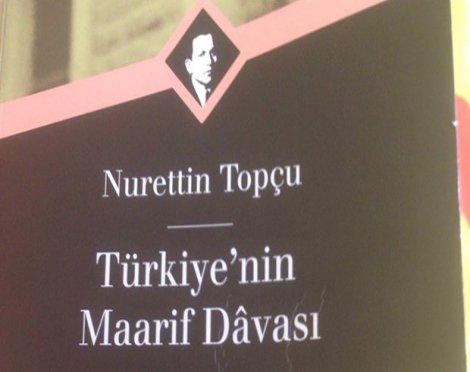 Nurettin Topçu
Türkiye'nin
Maarif Dâvası